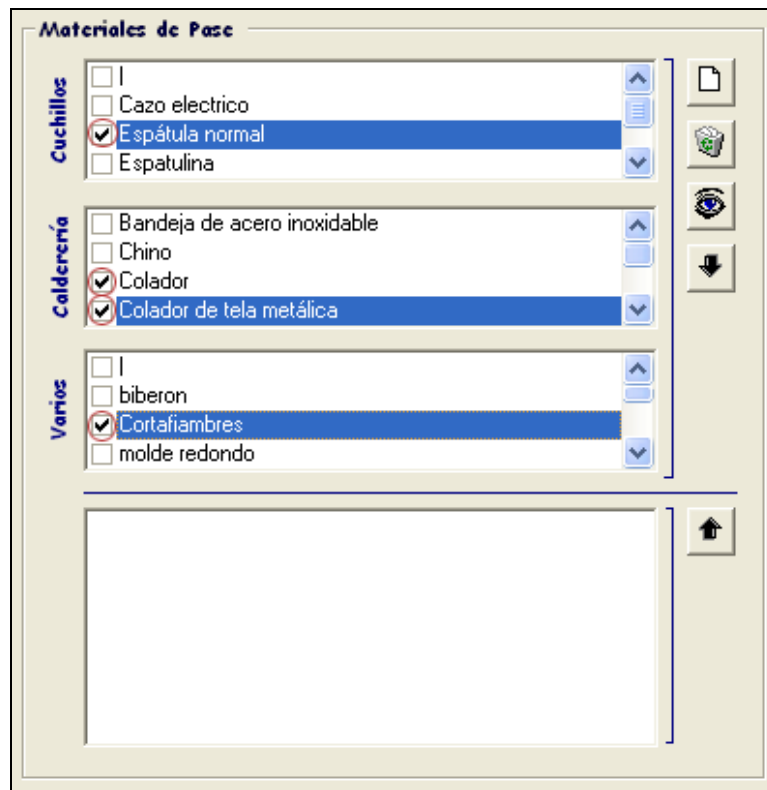 Materiales de Pase
Cuchillos
l
Cazo electrico
Espátula normal
Espatulina
Calderería
Bandeja de acero inoxidable
Chino
Colador
Colador de tela metálica
Varios
l
biberon
Cortafiambres
molde redondo